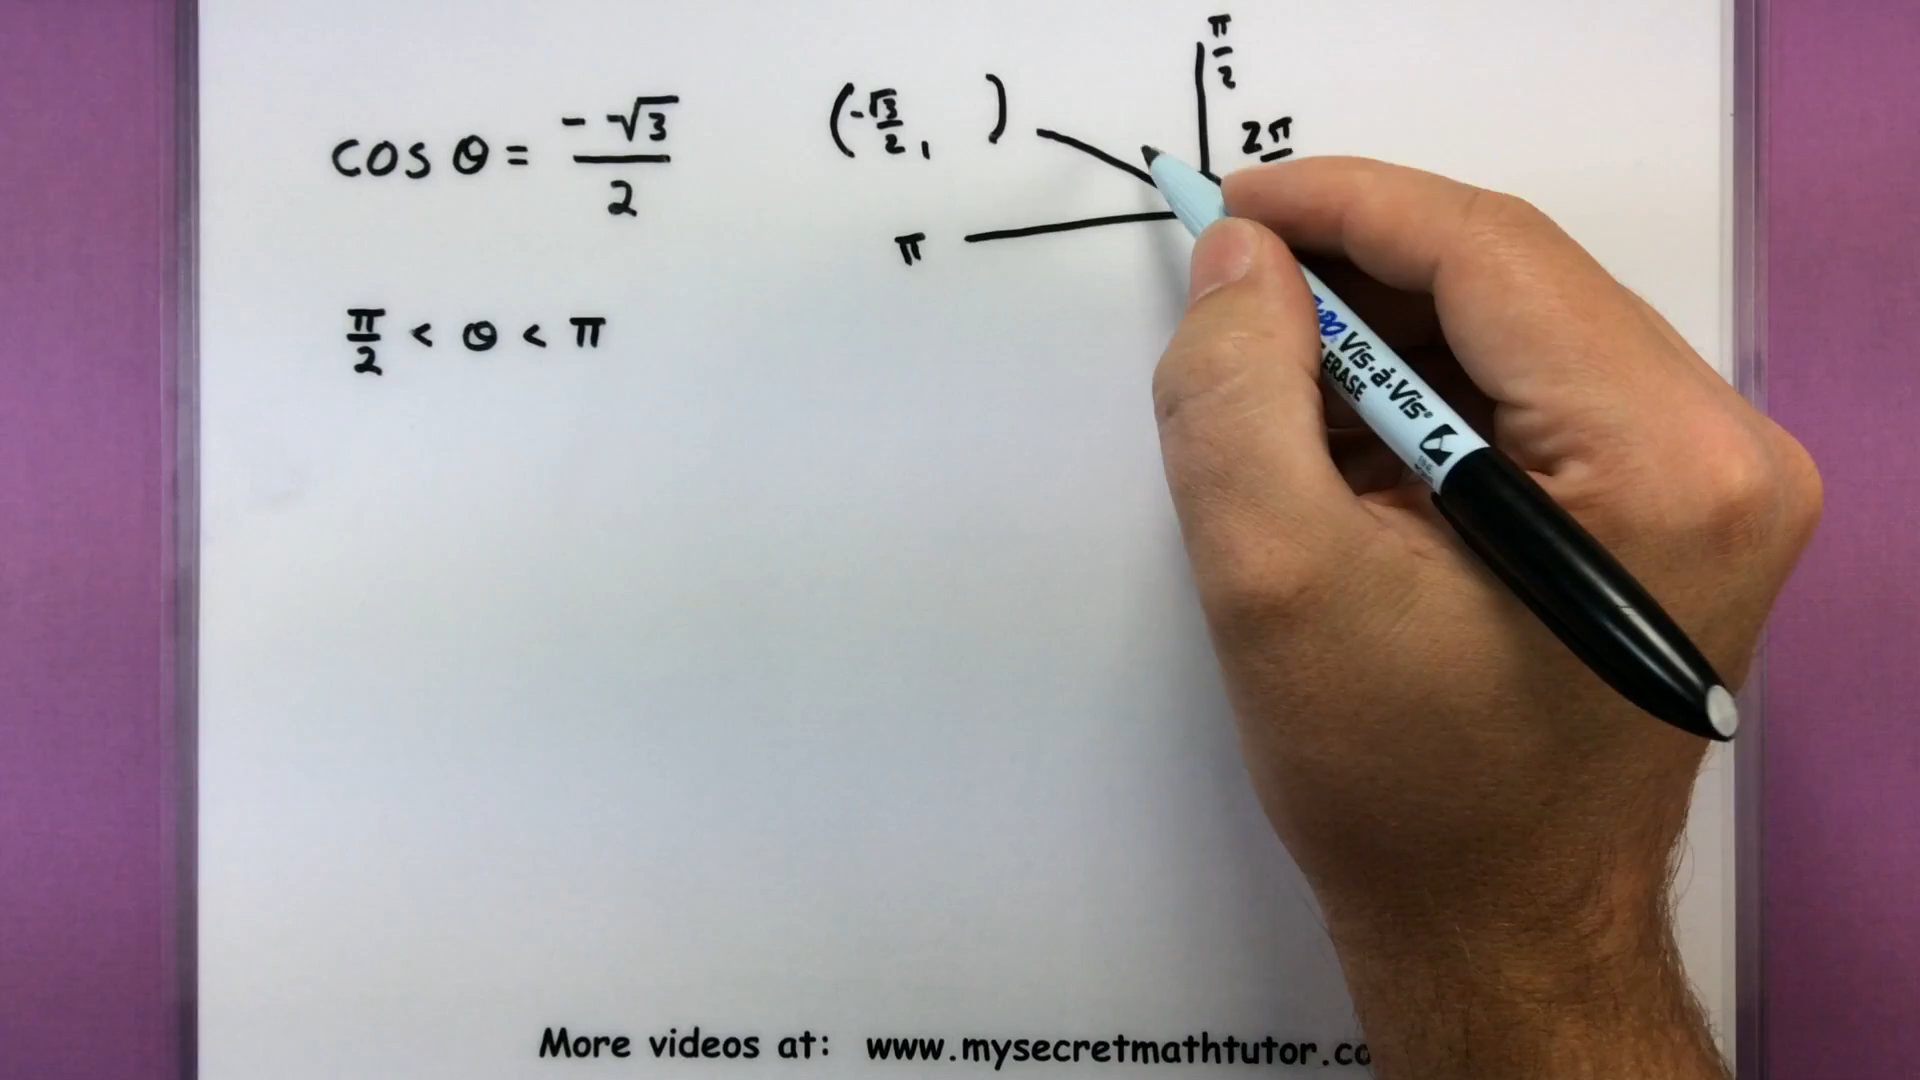 cos θ = -√3/2
π/2 < θ < π
(-√3/2, )
π/2
2π
π
Vis·à·Vis®
ERASE
More videos at: www.mysecretmathtutor.co